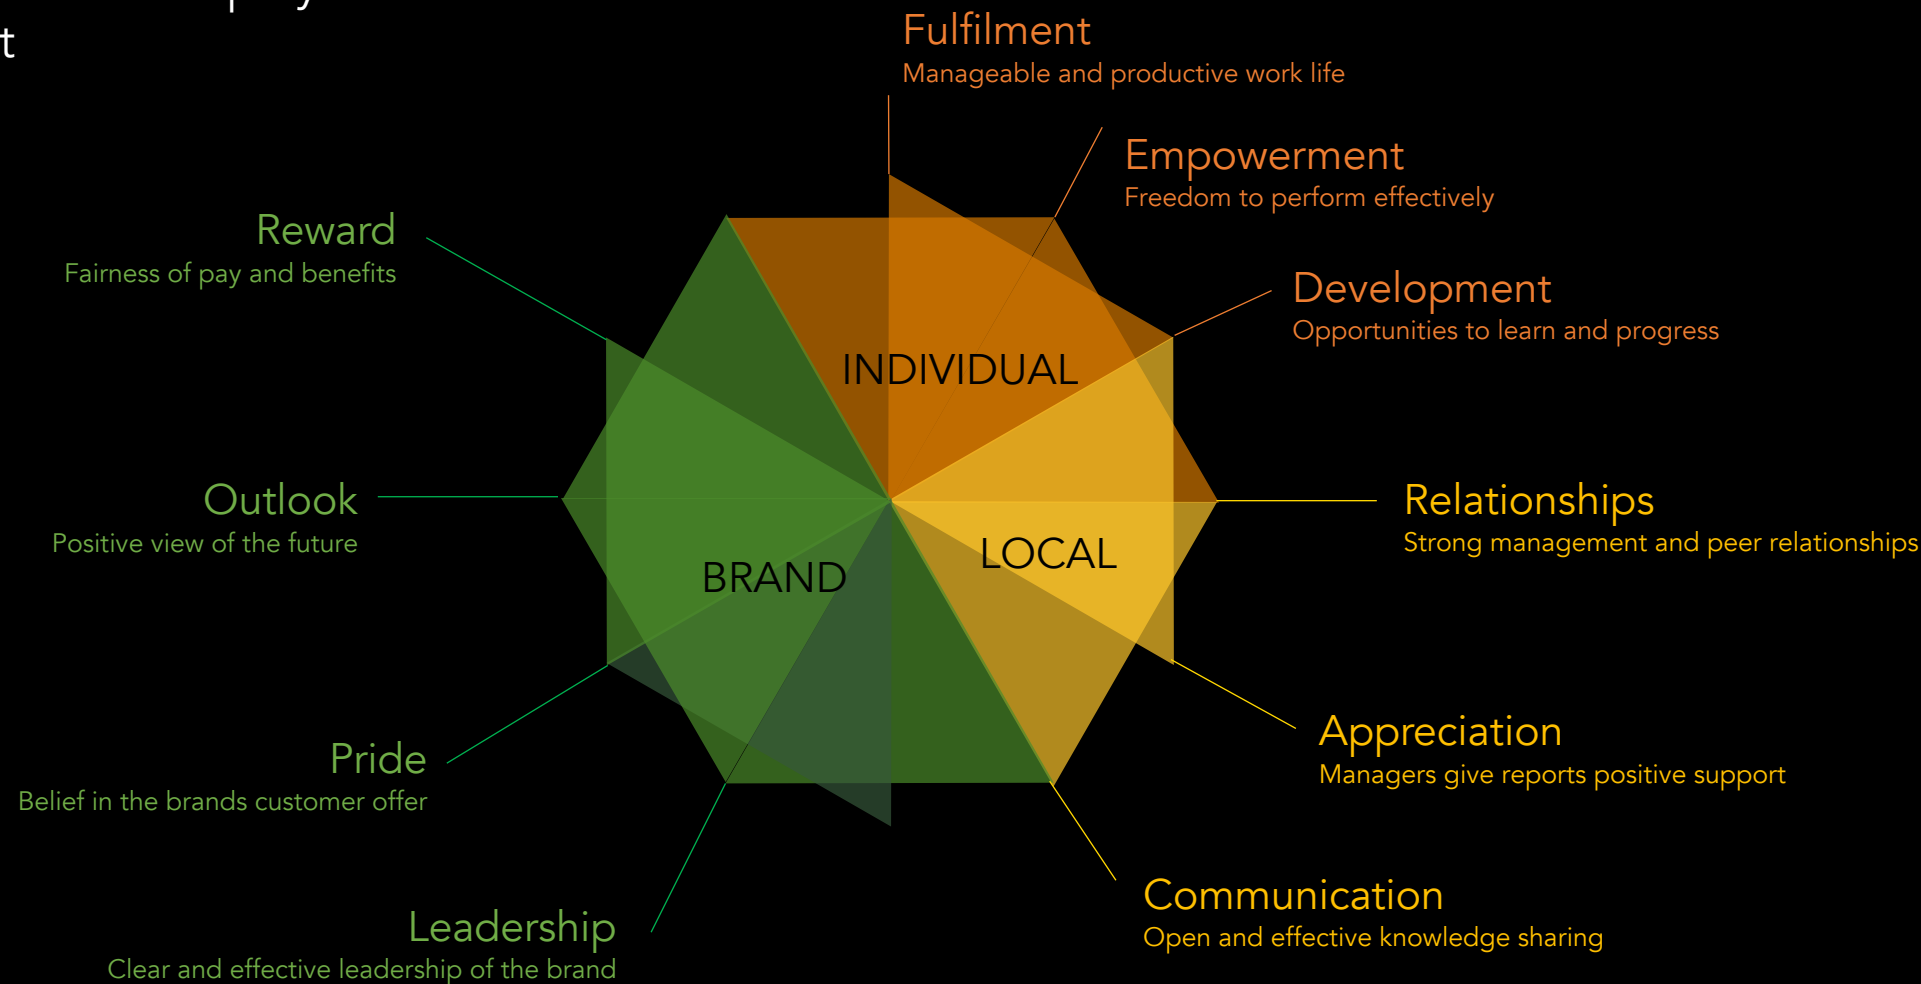 t
Fulfilment
Manageable and productive work life
Empowerment
Freedom to perform effectively
Reward
Fairness of pay and benefits
Development
Opportunities to learn and progress
INDIVIDUAL
Outlook
Positive view of the future
Relationships
Strong management and peer relationships
LOCAL
BRAND
Pride
Belief in the brands customer offer
Appreciation
Managers give reports positive support
Communication
Open and effective knowledge sharing
Leadership
Clear and effective leadership of the brand